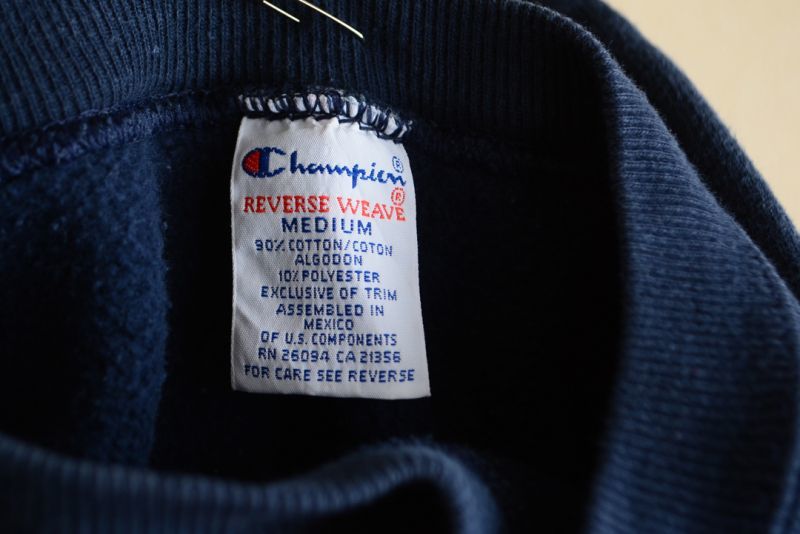 Champion®
REVERSE WEAVE®
MEDIUM
90% COTTON/COTON
ALGODON
10% POLYESTER
EXCLUSIVE OF TRIM
ASSEMBLED IN
MEXICO
OF U.S. COMPONENTS
RN 26094 CA 21356
FOR CARE SEE REVERSE